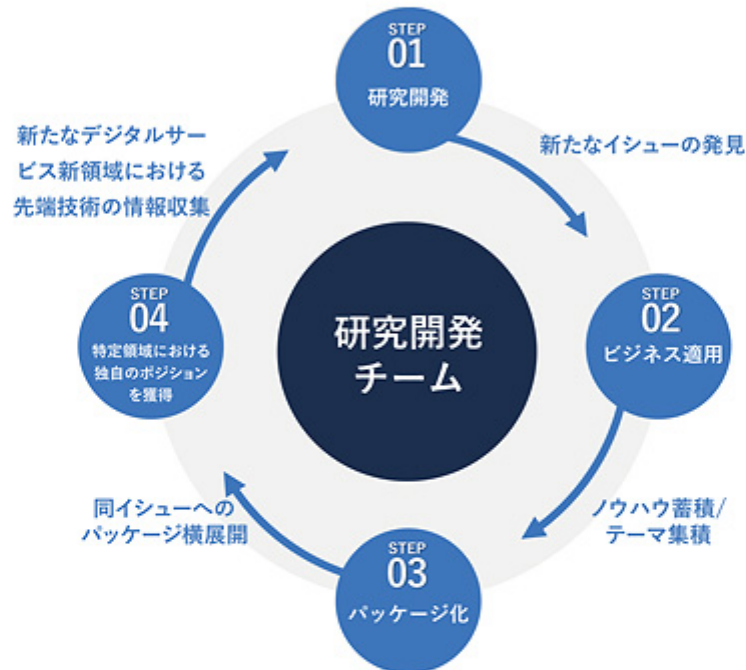 STEP
01
研究開発
新たなイシューの発見
STEP
02
ビジネス適用
ノウハウ蓄積/
テーマ集積
STEP
03
パッケージ化
同イシューへの
パッケージ横展開
STEP
04
特定領域における
独自のポジション
を獲得
新たなデジタルサー
ビス新領域における
先端技術の情報収集
研究開発
チーム